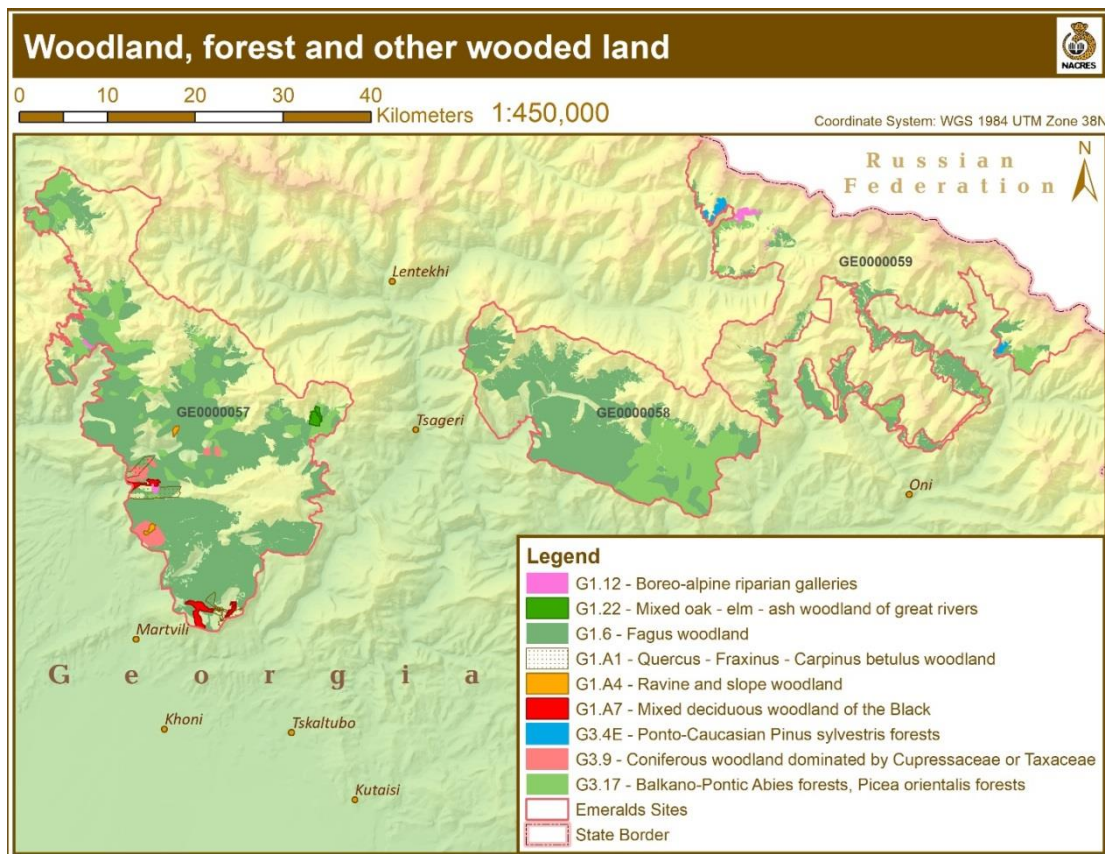 Woodland, forest and other wooded land
NACRES
0 10 20 30 40
Kilometers 1:450,000
Coordinate System: WGS 1984 UTM Zone 38N
N
Russian
Federation
GE0000059
Lentekhi
GE0000057
GE0000058
Tsageri
Oni
Martvili
Georgia
Khoni
Tskaltubo
Kutaisi
Legend
G1.12 - Boreo-alpine riparian galleries
G1.22 - Mixed oak - elm - ash woodland of great rivers
G1.6 - Fagus woodland
G1.A1 - Quercus - Fraxinus - Carpinus betulus woodland
G1.A4 - Ravine and slope woodland
G1.A7 - Mixed deciduous woodland of the Black
G3.4E - Ponto-Caucasian Pinus sylvestris forests
G3.9 - Coniferous woodland dominated by Cupressaceae or Taxaceae
G3.17 - Balkano-Pontic Abies forests, Picea orientalis forests
Emeralds Sites
State Border